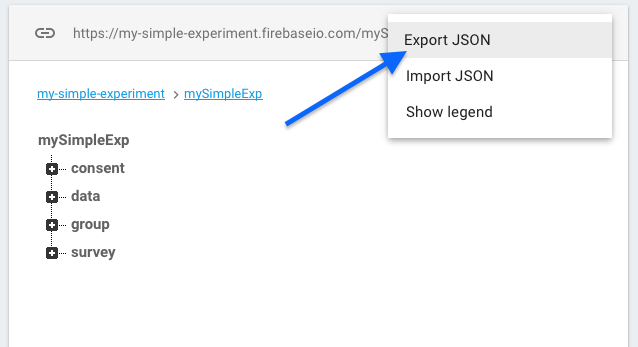 https://my-simple-experiment.firebaseio.com/myS
Export JSON
Import JSON
Show legend
my-simple-experiment > mySimpleExp
mySimpleExp
consent
data
group
survey